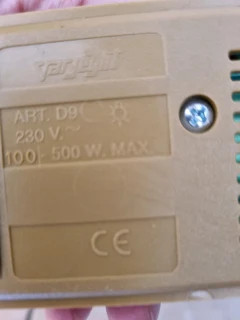 ART. D9
230 V. ~
100 - 500 W. MAX.
CE